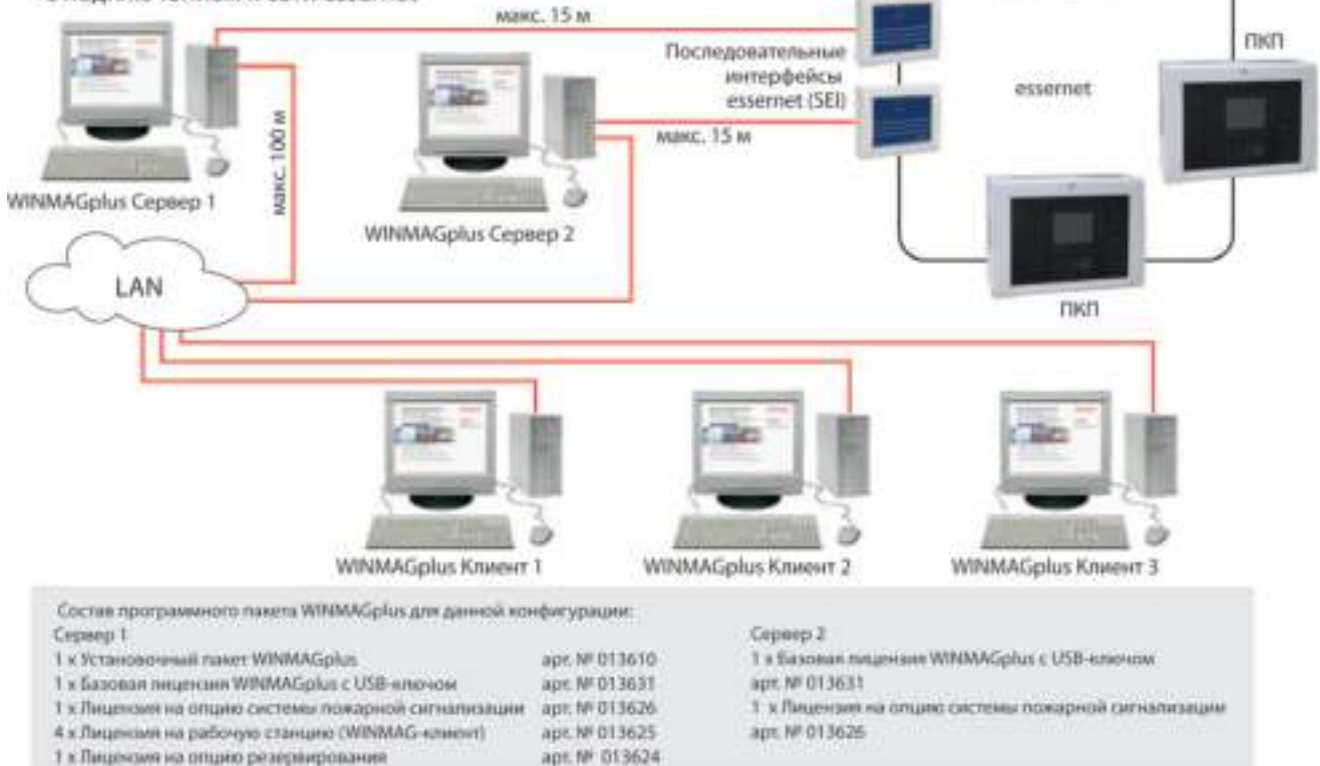 макс. 15 м
Последовательные
интерфейсы
essernet (SEI)
ПКП
essernet
макс. 100 м
макс. 15 м
WINMAGplus Сервер 1
WINMAGplus Сервер 2
LAN
ПКП
WINMAGplus Клиент 1
WINMAGplus Клиент 2
WINMAGplus Клиент 3
Состав программного пакета WINMAGplus для данной конфигурации:
Сервер 1
1 x Установочный пакет WINMAGplus арт. № 013610
1 x Базовая лицензия WINMAGplus с USB-ключом арт. № 013631
1 x Лицензия на опцию системы пожарной сигнализации арт. № 013626
4 x Лицензия на рабочую станцию (WINMAG-клиент) арт. № 013625
1 x Лицензия на опцию резервирования арт. № 013624
Сервер 2
1 x Базовая лицензия WINMAGplus с USB-ключом
арт. № 013631
1 x Лицензия на опцию системы пожарной сигнализации
арт. № 013626